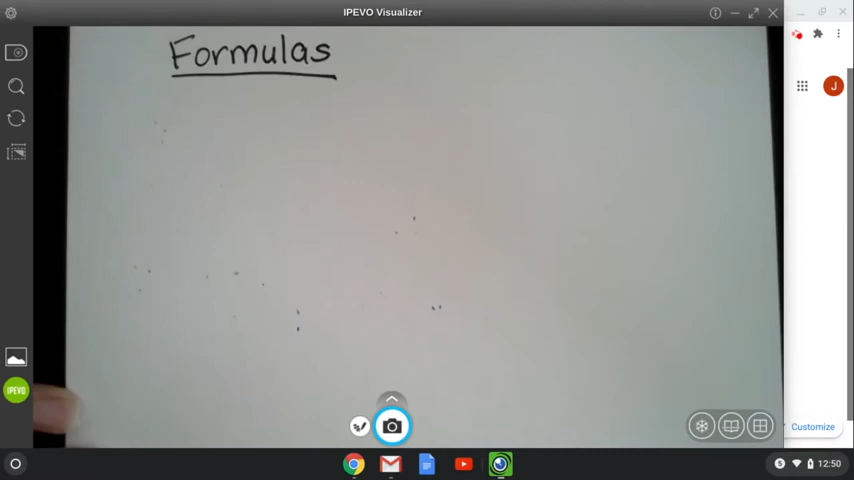 IPEVO Visualizer
Formulas
J
IPEVO
Customize
S
12:50